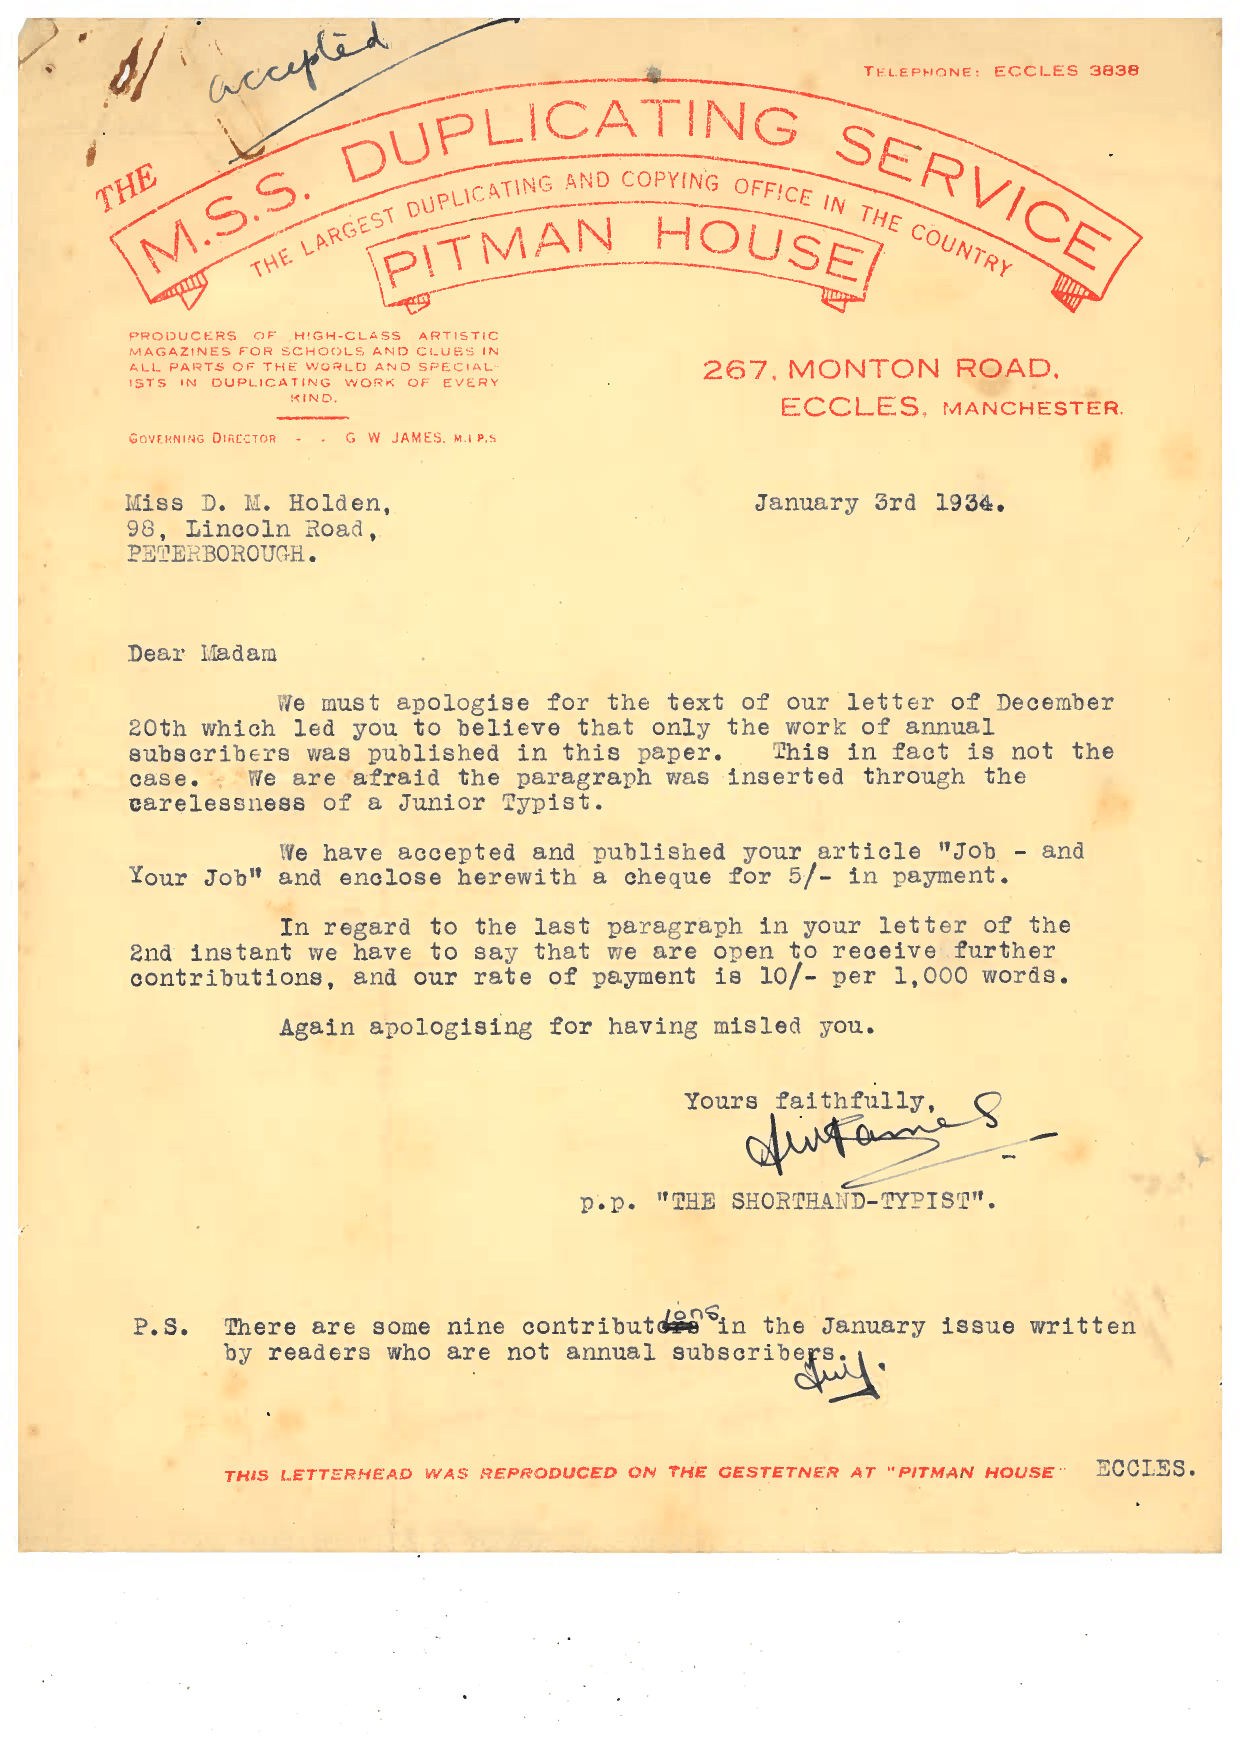 accepted
TELEPHONE: ECCLES 3838
THE
M.S.S. DUPLICATING SERVICE
THE LARGEST DUPLICATING AND COPYING OFFICE IN THE COUNTRY
PITMAN HOUSE
PRODUCERS OF HIGH-CLASS ARTISTIC
MAGAZINES FOR SCHOOLS AND CLUBS IN
ALL PARTS OF THE WORLD AND SPECIAL-
ISTS IN DUPLICATING WORK OF EVERY
KIND.
GOVERNING DIRECTOR - - G W JAMES. M.I P.S
267, MONTON ROAD,
ECCLES, MANCHESTER.
Miss D. M. Holden,
98, Lincoln Road,
PETERBOROUGH.
January 3rd 1934.
Dear Madam
We must apologise for the text of our letter of December
20th which led you to believe that only the work of annual
subscribers was published in this paper. This in fact is not the
case. We are afraid the paragraph was inserted through the
carelessness of a Junior Typist.
We have accepted and published your article "Job - and
Your Job" and enclose herewith a cheque for 5/- in payment.
In regard to the last paragraph in your letter of the
2nd instant we have to say that we are open to receive further
contributions, and our rate of payment is 10/- per 1,000 words.
Again apologising for having misled you.
Yours faithfully,
GWJames
p.p. "THE SHORTHAND-TYPIST".
P.S. There are some nine contributions in the January issue written
by readers who are not annual subscribers.
GWJ.
THIS LETTERHEAD WAS REPRODUCED ON THE GESTETNER AT "PITMAN HOUSE" ECCLES.